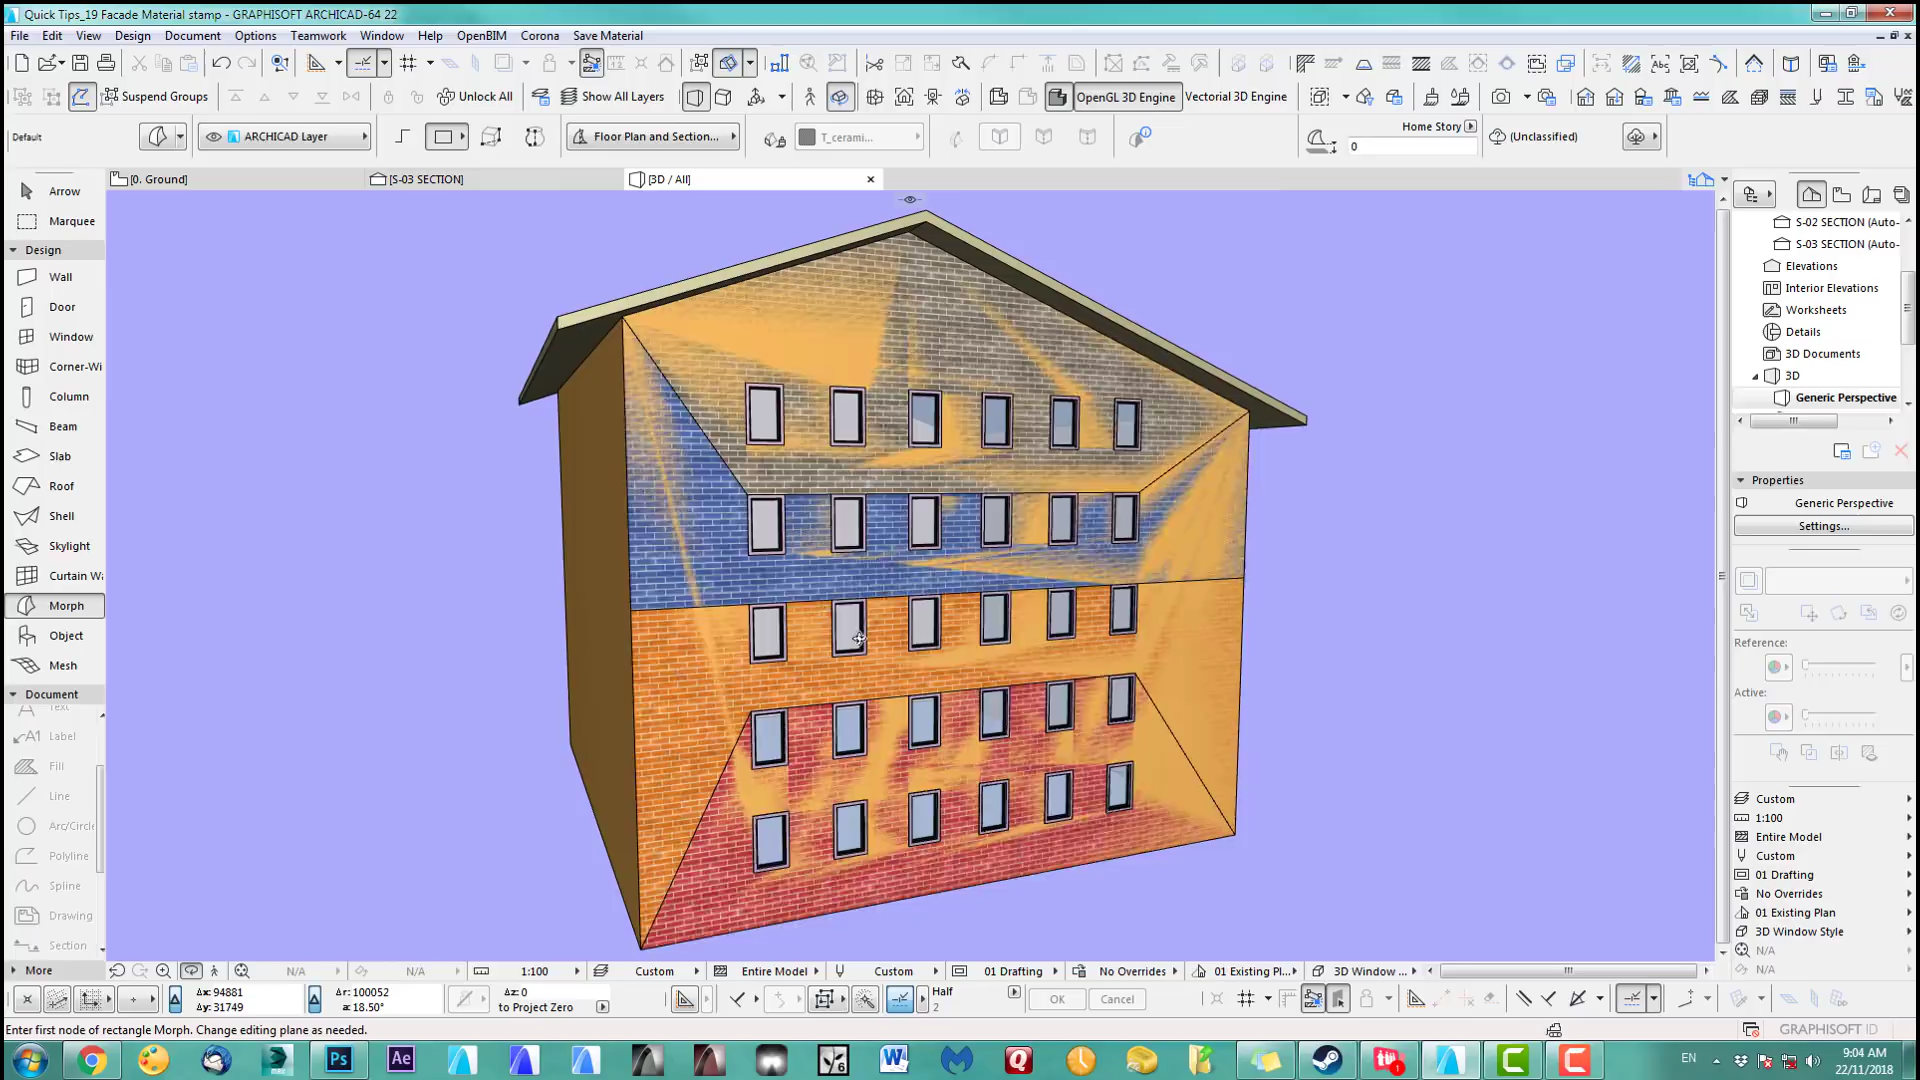 Quick Tips_19 Facade Material stamp - GRAPHISOFT ARCHICAD-64 22
File Edit View Design Document Options Teamwork Window Help OpenBIM Corona Save Material
Suspend Groups Unlock All Show All Layers OpenGL 3D Engine Vectorial 3D Engine
Default ARCHICAD Layer Floor Plan and Section... T_cerami... Home Story (Unclassified)
0
[0. Ground] [S-03 SECTION] [3D / All]
Arrow
Marquee
Design
Wall
Door
Window
Corner-Wi
Column
Beam
Slab
Roof
Shell
Skylight
Curtain Wa
Morph
Object
Mesh
Document
Text
Label
Fill
Line
Arc/Circle
Polyline
Spline
Drawing
Section
More
S-02 SECTION (Auto-
S-03 SECTION (Auto-
Elevations
Interior Elevations
Worksheets
Details
3D Documents
3D
Generic Perspective
Properties
Generic Perspective
Settings...
Reference:
Active:
Custom
1:100
Entire Model
Custom
01 Drafting
No Overrides
01 Existing Plan
3D Window Style
N/A
N/A
N/A N/A 1:100 Custom Entire Model Custom 01 Drafting No Overrides 01 Existing Pl... 3D Window ...
Δx: 94881 Δr: 100052 Δz: 0 Half OK Cancel
Δy: 31749 a: 18.50° to Project Zero 2
Enter first node of rectangle Morph. Change editing plane as needed. GRAPHISOFT ID
Ps Ae W Q EN 9:04 AM
22/11/2018